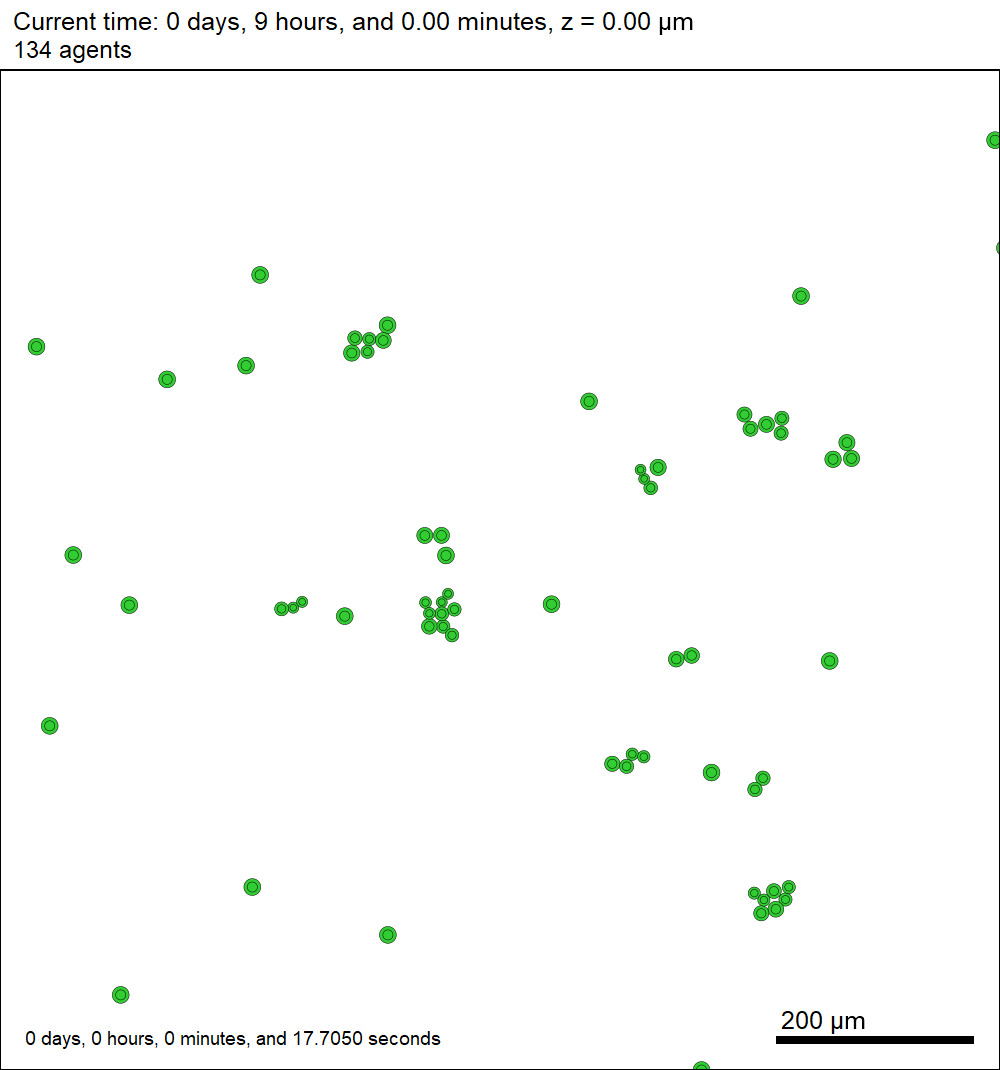 Current time: 0 days, 9 hours, and 0.00 minutes, z = 0.00 μm
134 agents
200 μm
0 days, 0 hours, 0 minutes, and 17.7050 seconds